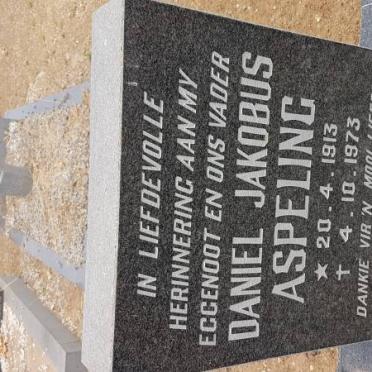 IN LIEFDEVOLLE
HERINNERING AAN MY
EGGENOOT EN ONS VADER
DANIEL JAKOBUS
ASPELING
★ 20.4.1913
✝ 4.10.1973
DANKIE VIR 'N MOOI